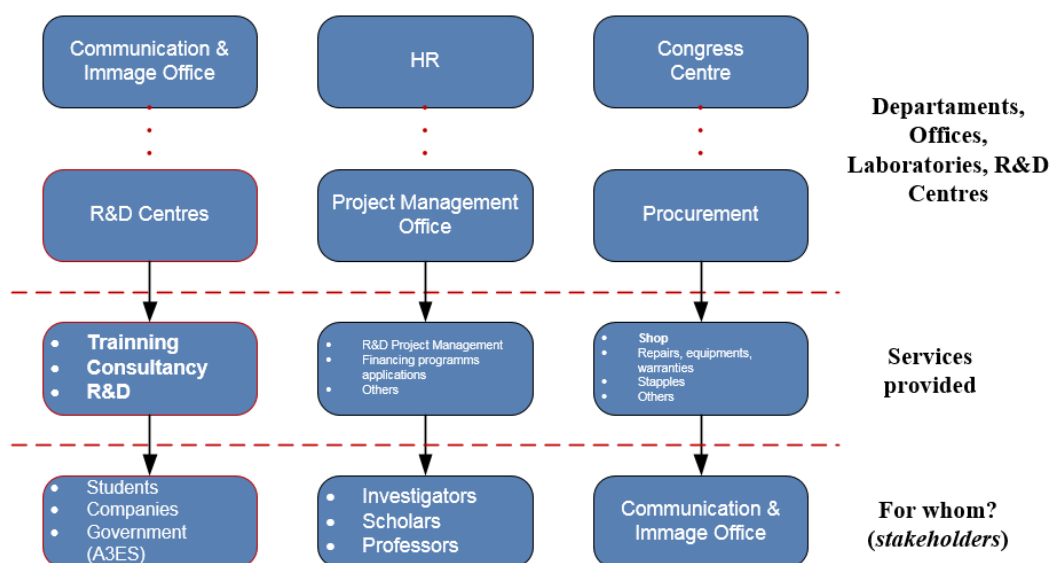 Communication &
Immage Office
HR
Congress
Centre
Departaments,
Offices,
Laboratories, R&D
Centres
R&D Centres
Project Management
Office
Procurement
• Trainning
• Consultancy
• R&D
• R&D Project Management
• Financing programms
applications
• Others
• Shop
• Repairs, equipments,
warranties
• Stapples
• Others
Services
provided
• Students
• Companies
• Government
(A3ES)
• Investigators
• Scholars
• Professors
Communication &
Immage Office
For whom?
(stakeholders)